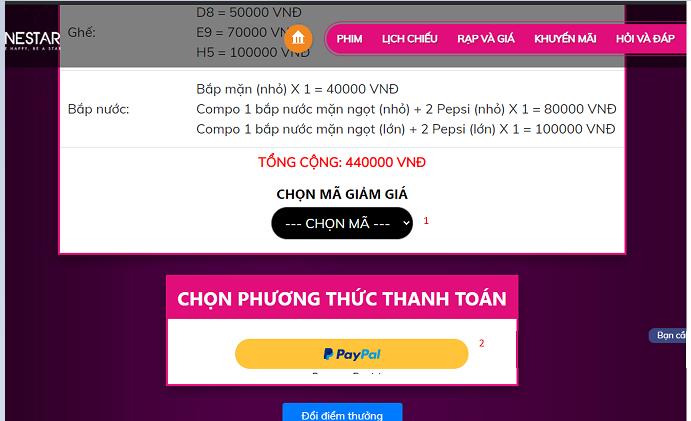 D8 = 50000 VNĐ
Ghế:
E9 = 70000 VNĐ
H5 = 100000 VNĐ
NESTAR
E HAPPY, BE A STAR
PHIM
LỊCH CHIẾU
RẠP VÀ GIÁ
KHUYẾN MÃI
HỎI VÀ ĐÁP
Bắp mặn (nhỏ) X 1 = 40000 VNĐ
Bắp nước:
Compo 1 bắp nước mặn ngọt (nhỏ) + 2 Pepsi (nhỏ) X 1 = 80000 VNĐ
Compo 1 bắp nước mặn ngọt (lớn) + 2 Pepsi (lớn) X 1 = 100000 VNĐ
TỔNG CỘNG: 440000 VNĐ
CHỌN MÃ GIẢM GIÁ
--- CHỌN MÃ ---
1
CHỌN PHƯƠNG THỨC THANH TOÁN
PayPal
2
Bạn cầ
Đổi điểm thưởng